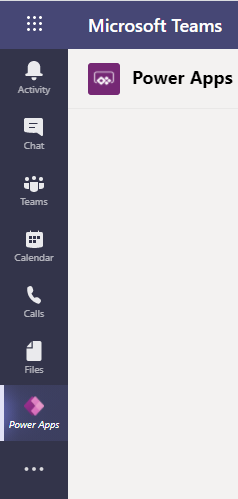 Microsoft Teams
Power Apps
Activity
Chat
Teams
Calendar
Calls
Files
Power Apps